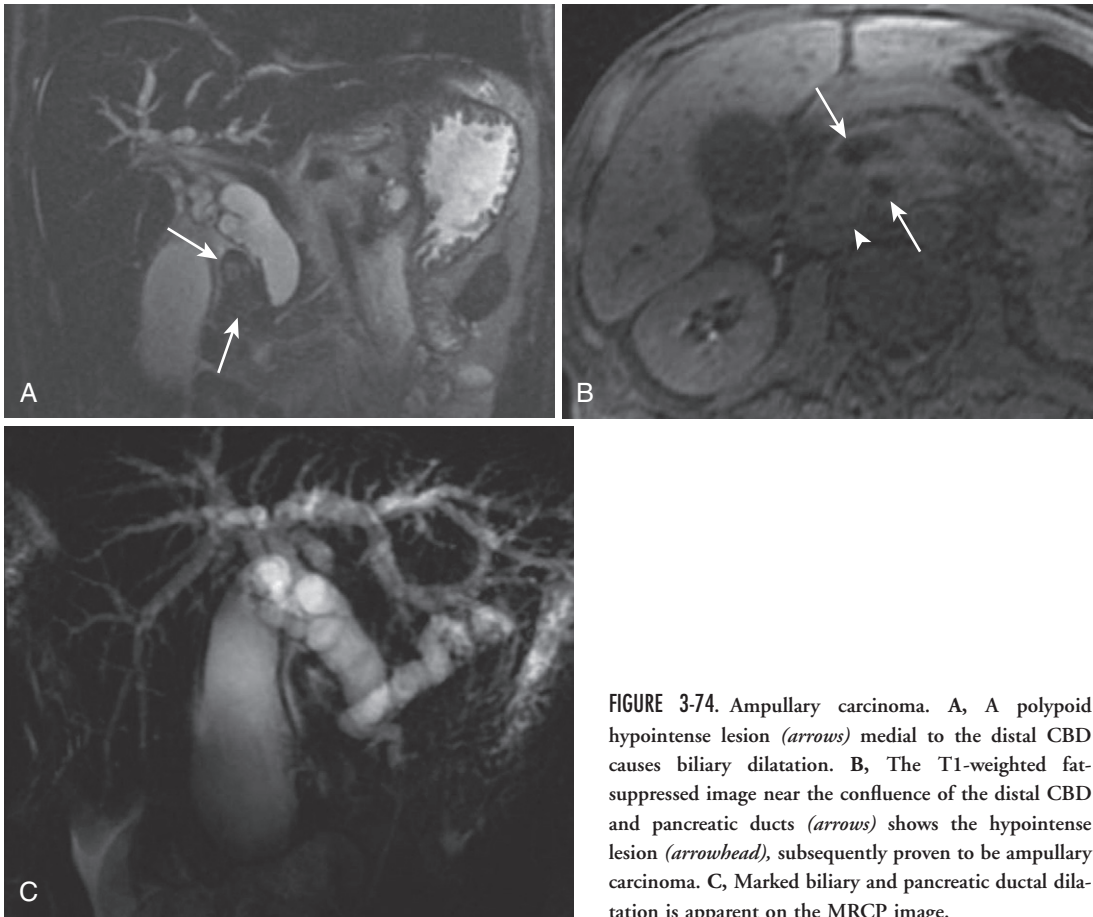 A
B
C
FIGURE 3-74. Ampullary carcinoma. A, A polypoid
hypointense lesion (arrows) medial to the distal CBD
causes biliary dilatation. B, The T1-weighted fat-
suppressed image near the confluence of the distal CBD
and pancreatic ducts (arrows) shows the hypointense
lesion (arrowhead), subsequently proven to be ampullary
carcinoma. C, Marked biliary and pancreatic ductal dila-
tation is apparent on the MRCP image.